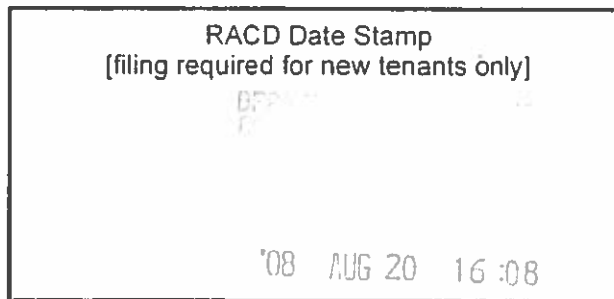 RACD Date Stamp
[filing required for new tenants only]
'08 AUG 20 16:08